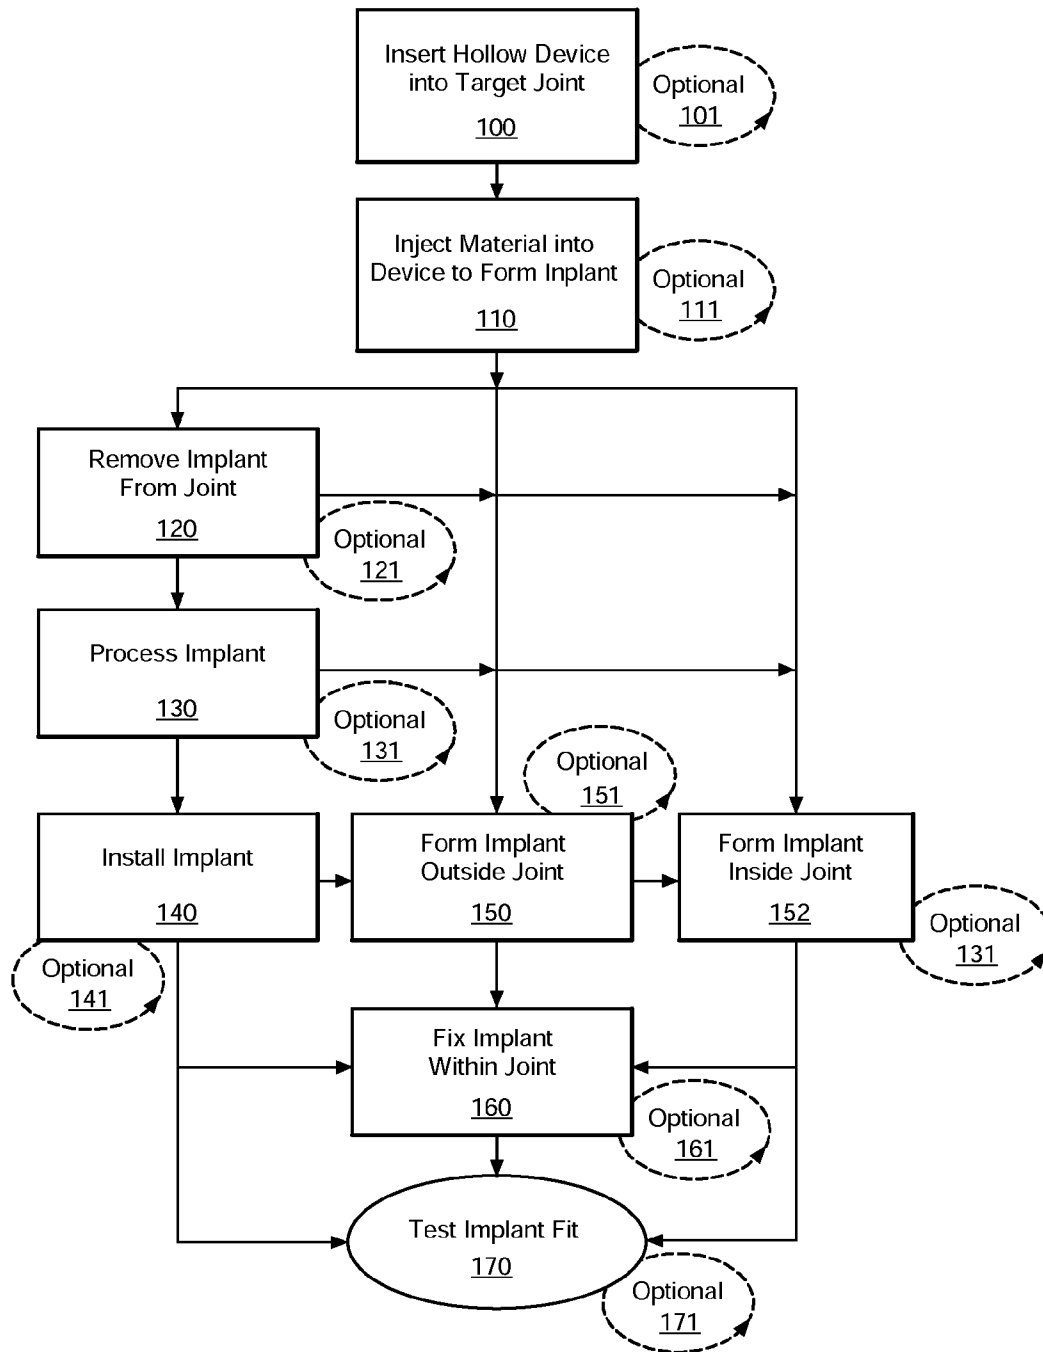 Insert Hollow Device
into Target Joint
100
Optional
101
Inject Material into
Device to Form Inplant
110
Optional
111
Remove Implant
From Joint
120
Optional
121
Process Implant
130
Optional
131
Install Implant
140
Optional
141
Optional
151
Form Implant
Outside Joint
150
Form Implant
Inside Joint
152
Optional
131
Fix Implant
Within Joint
160
Optional
161
Test Implant Fit
170
Optional
171